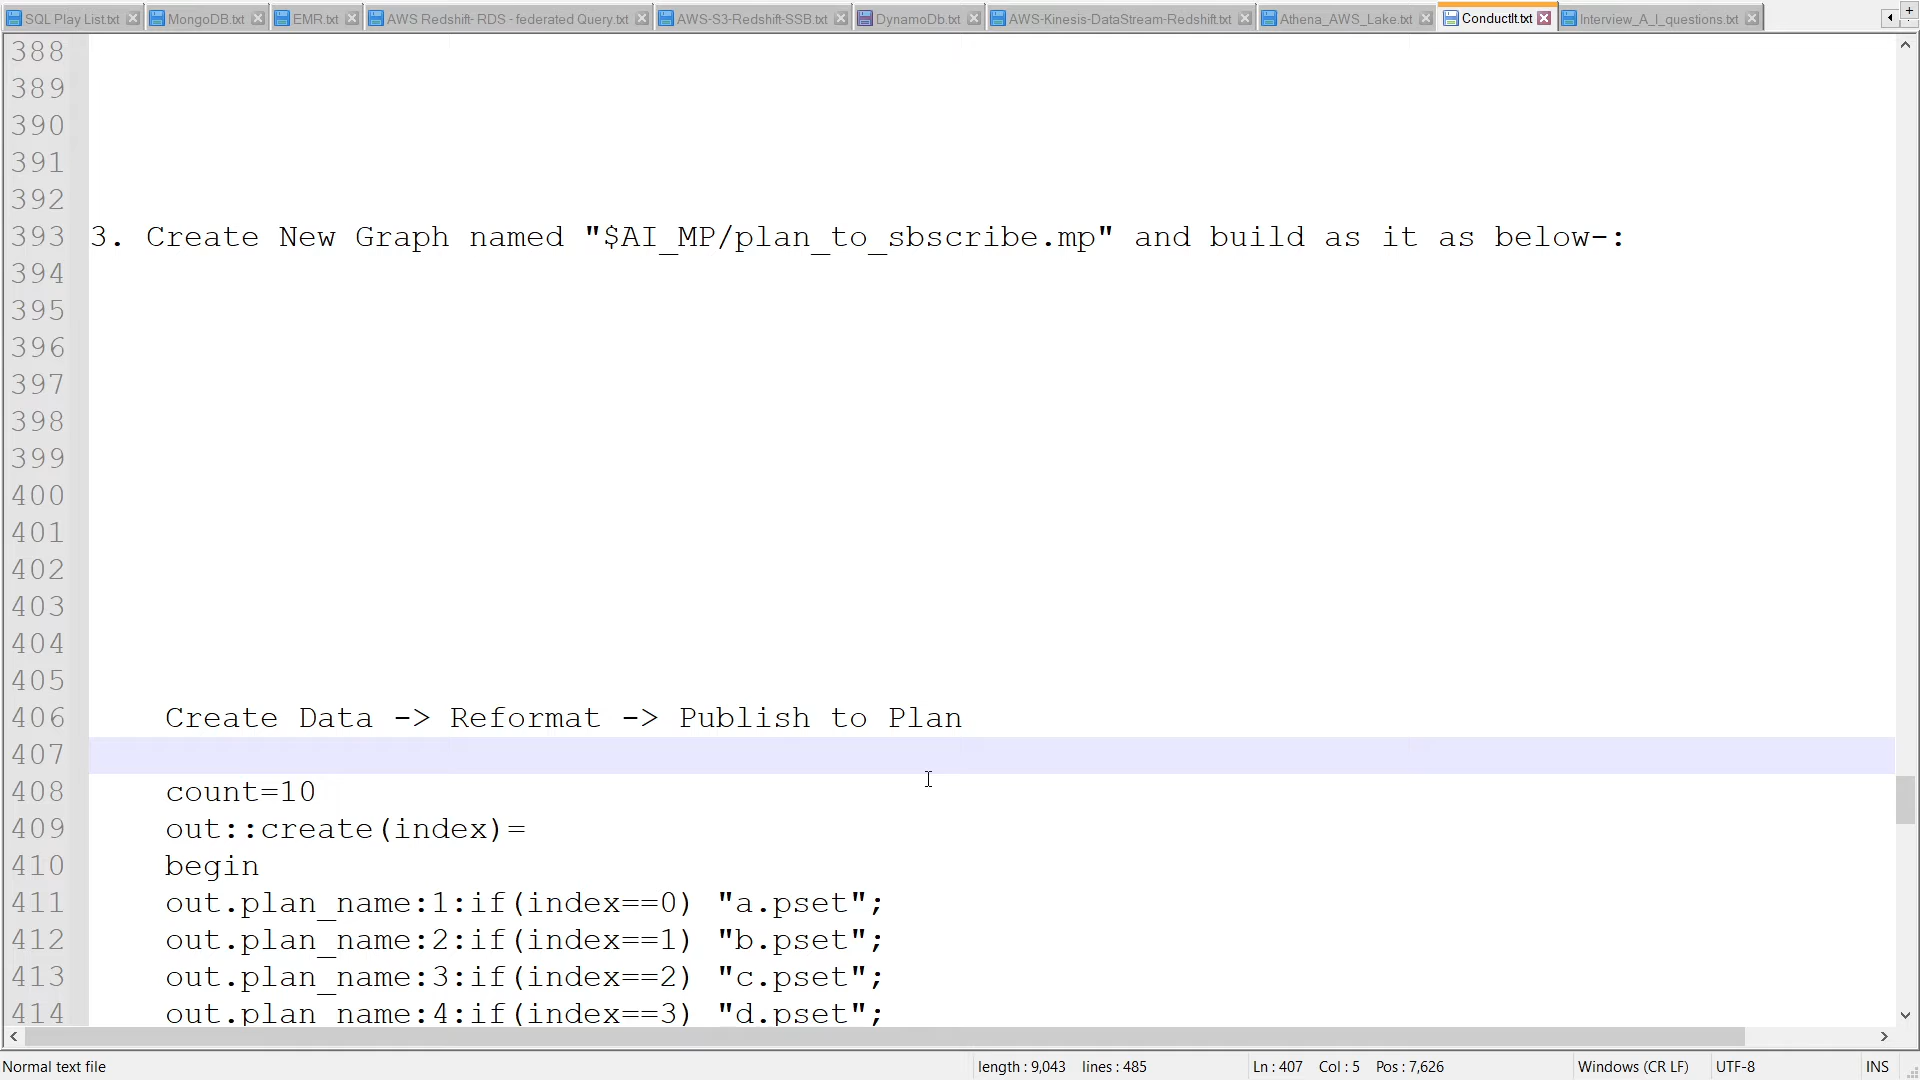 SQL Play List.txt MongoDB.txt EMR.txt AWS Redshift- RDS - federated Query.txt AWS-S3-Redshift-SSB.txt DynamoDb.txt AWS-Kinesis-DataStream-Redshift.txt Athena_AWS_Lake.txt ConductIt.txt Interview_A_I_questions.txt
388
389
390
391
392
393 3. Create New Graph named "$AI_MP/plan_to_sbscribe.mp" and build as it as below-:
394
395
396
397
398
399
400
401
402
403
404
405
406 Create Data -> Reformat -> Publish to Plan
407
408 count=10
409 out::create(index)=
410 begin
411 out.plan_name:1:if(index==0) "a.pset";
412 out.plan_name:2:if(index==1) "b.pset";
413 out.plan_name:3:if(index==2) "c.pset";
414 out.plan_name:4:if(index==3) "d.pset";
Normal text file length : 9,043 lines : 485 Ln : 407 Col : 5 Pos : 7,626 Windows (CR LF) UTF-8 INS